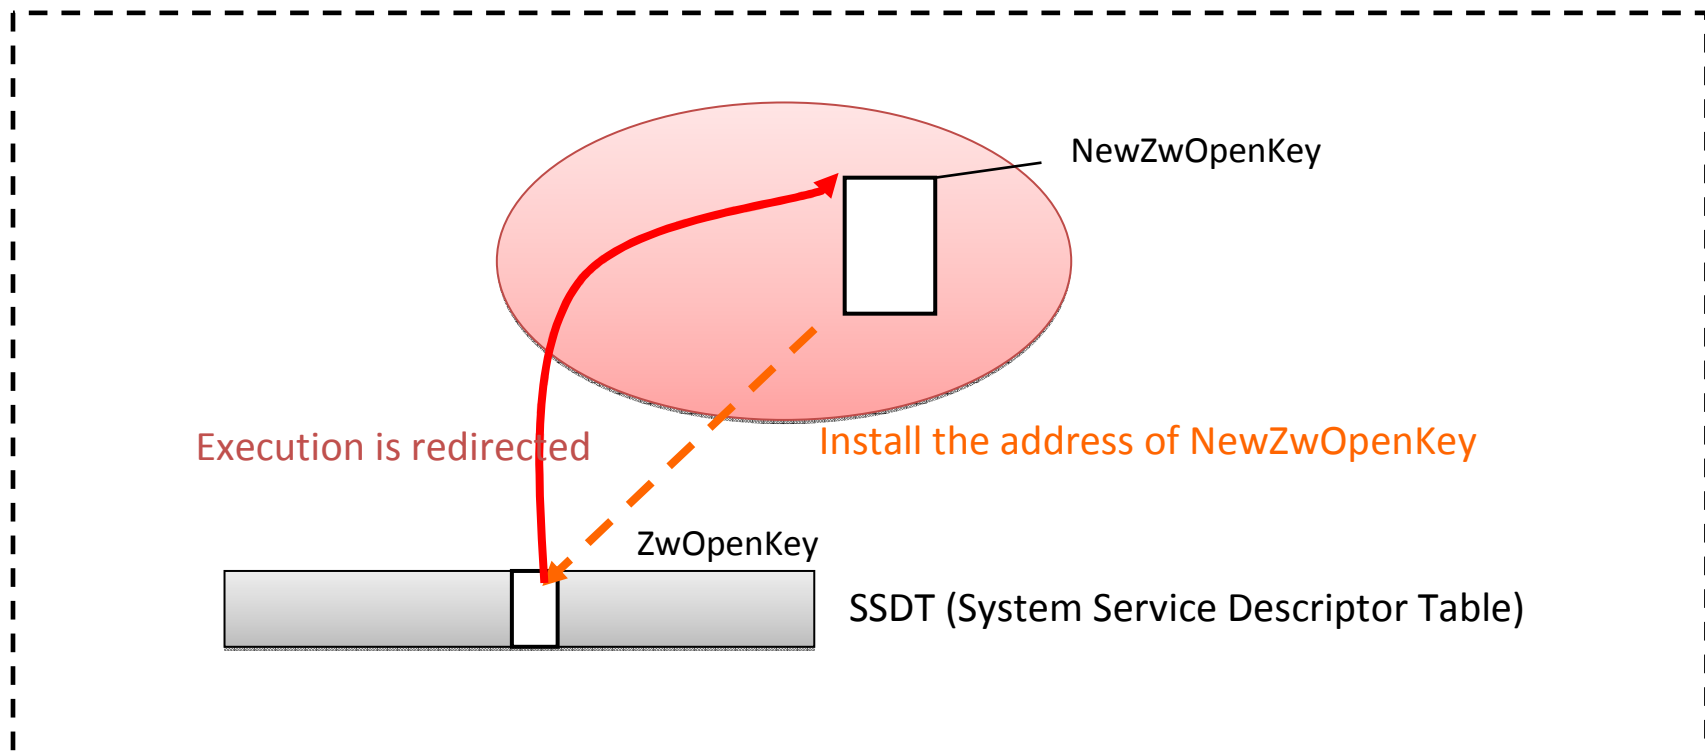 NewZwOpenKey
Execution is redirected
Install the address of NewZwOpenKey
ZwOpenKey
SSDT (System Service Descriptor Table)